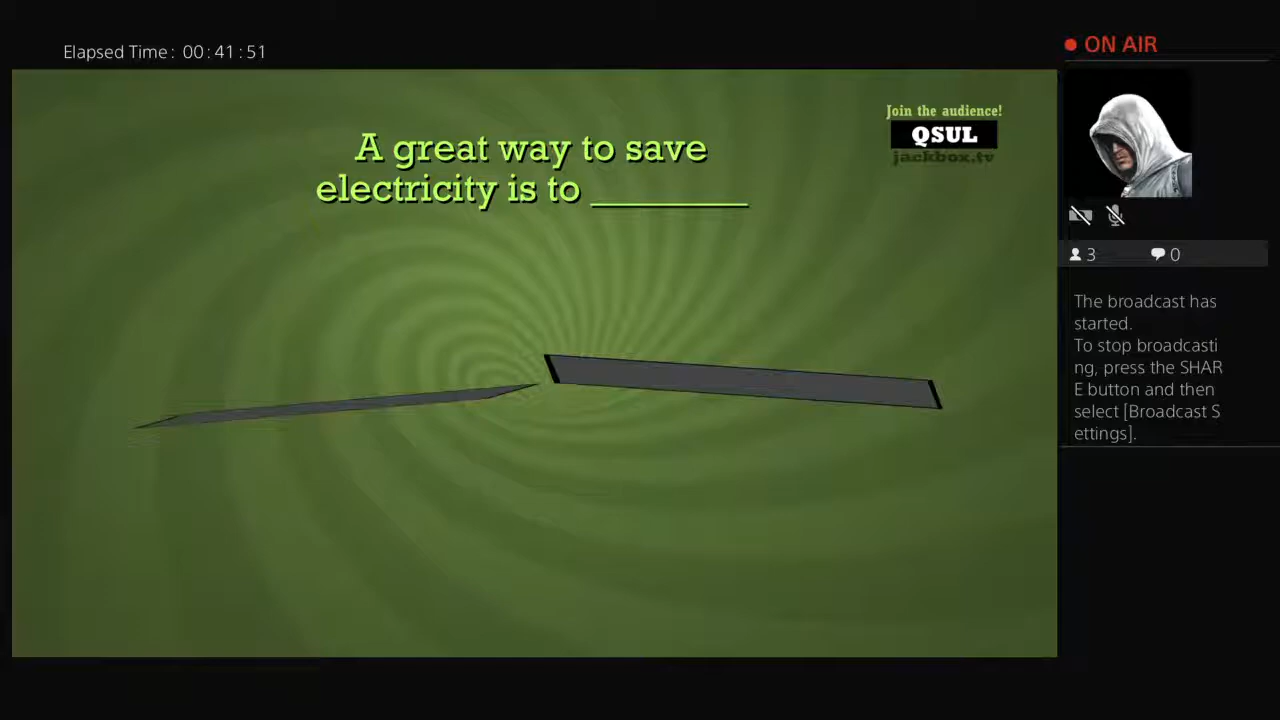 Elapsed Time: 00:41:51
ON AIR
Join the audience!
QSUL
jackbox.tv
A great way to save
electricity is to ________
3
0
The broadcast has
started.
To stop broadcasti
ng, press the SHAR
E button and then
select [Broadcast S
ettings].